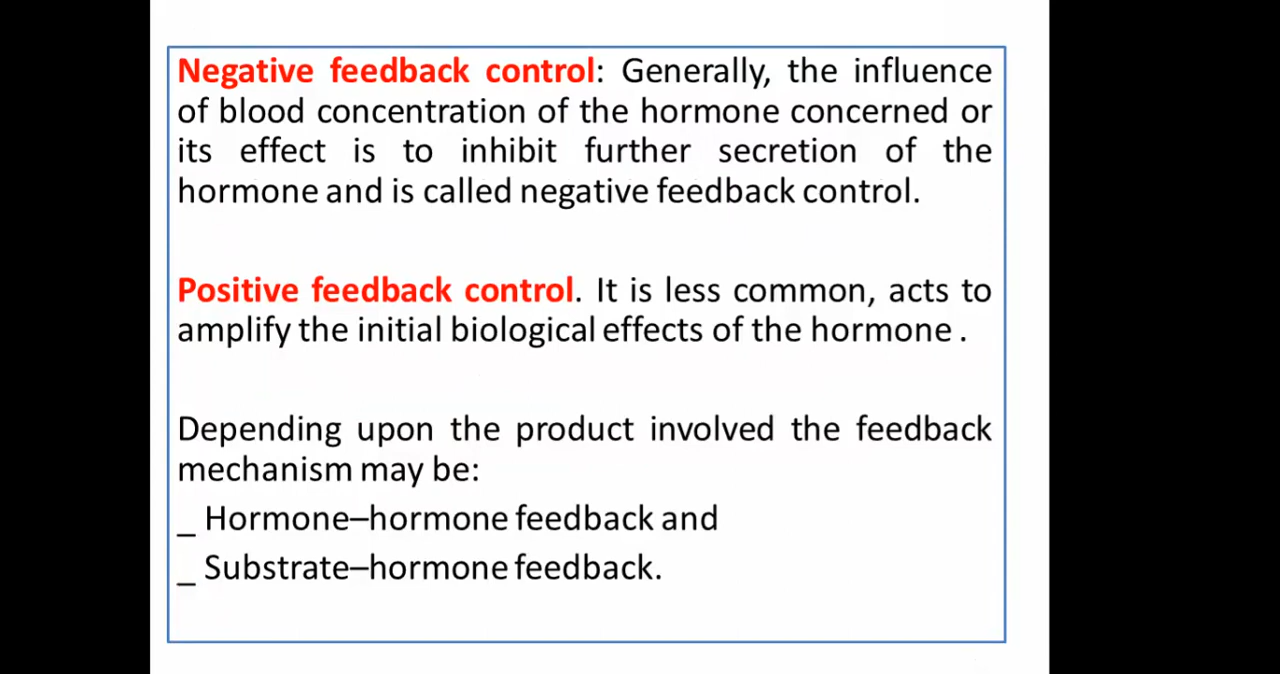 Negative feedback control: Generally, the influence
of blood concentration of the hormone concerned or
its effect is to inhibit further secretion of the
hormone and is called negative feedback control.
Positive feedback control. It is less common, acts to
amplify the initial biological effects of the hormone .
Depending upon the product involved the feedback
mechanism may be:
_ Hormone–hormone feedback and
_ Substrate–hormone feedback.